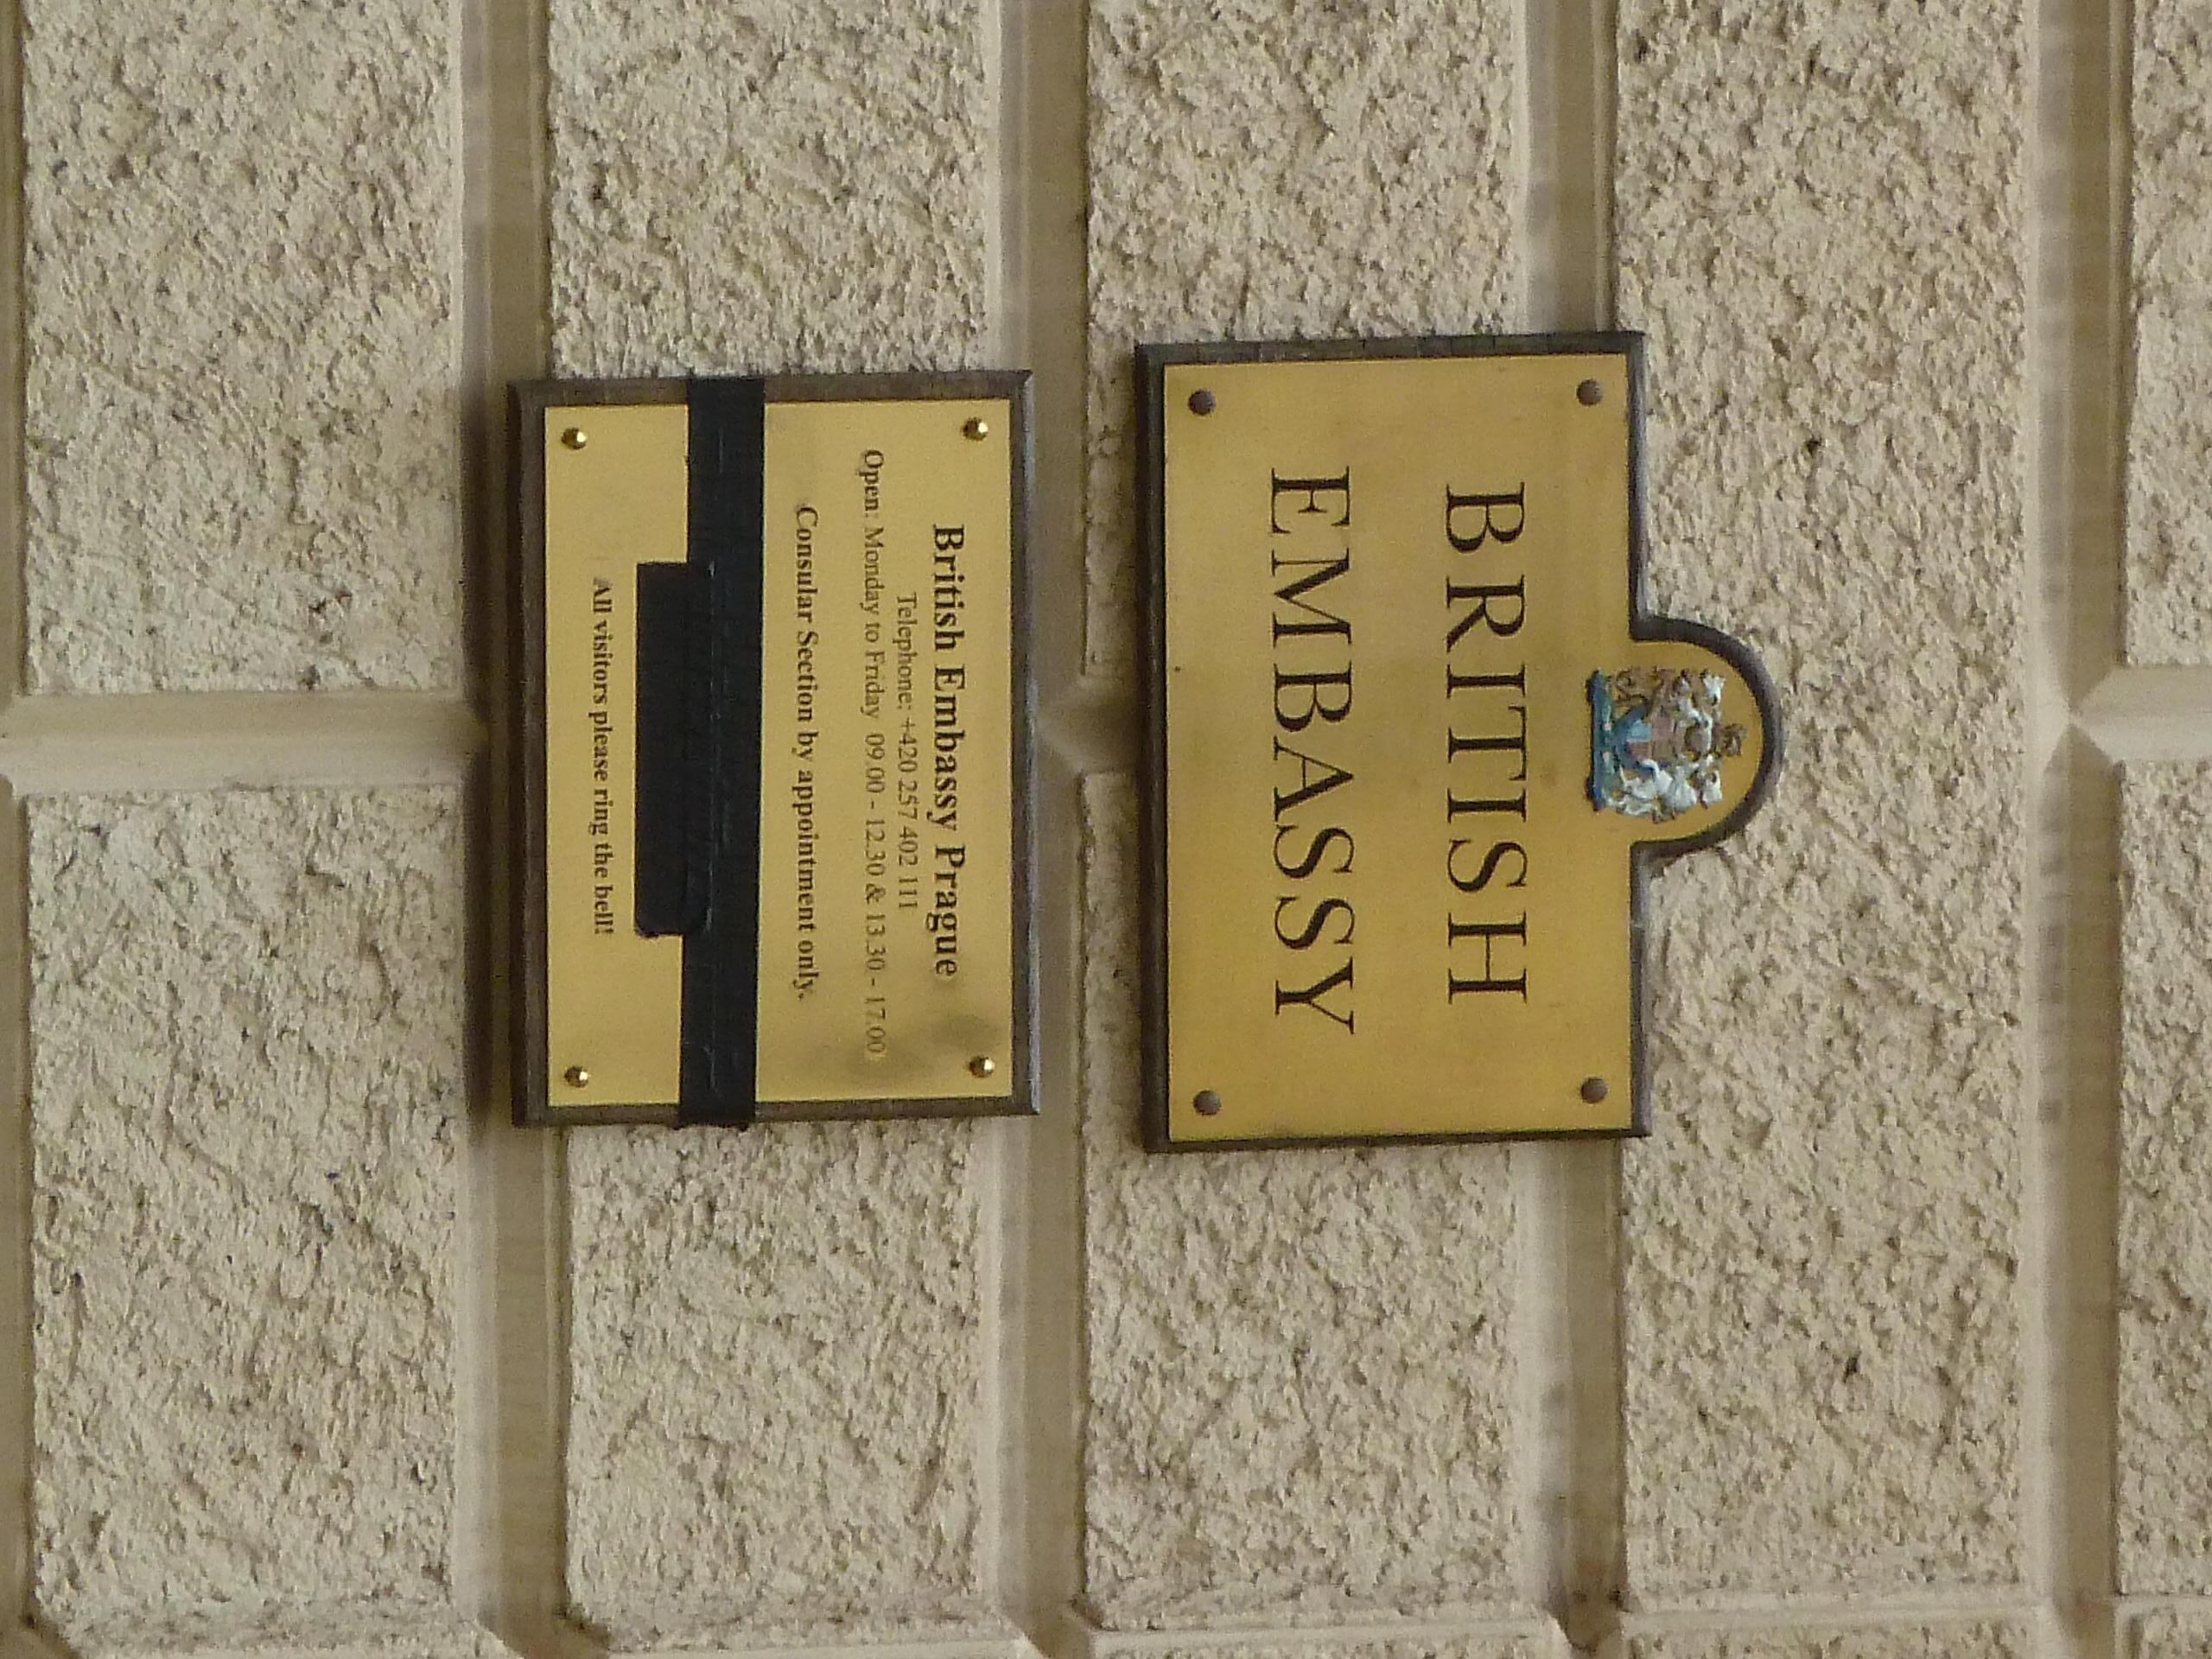 BRITISH
EMBASSY
British Embassy Prague
Telephone: +420 257 402 111
Open: Monday to Friday 09.00 - 12.30 & 13.30 - 17.00
Consular Section by appointment only.
All visitors please ring the bell!